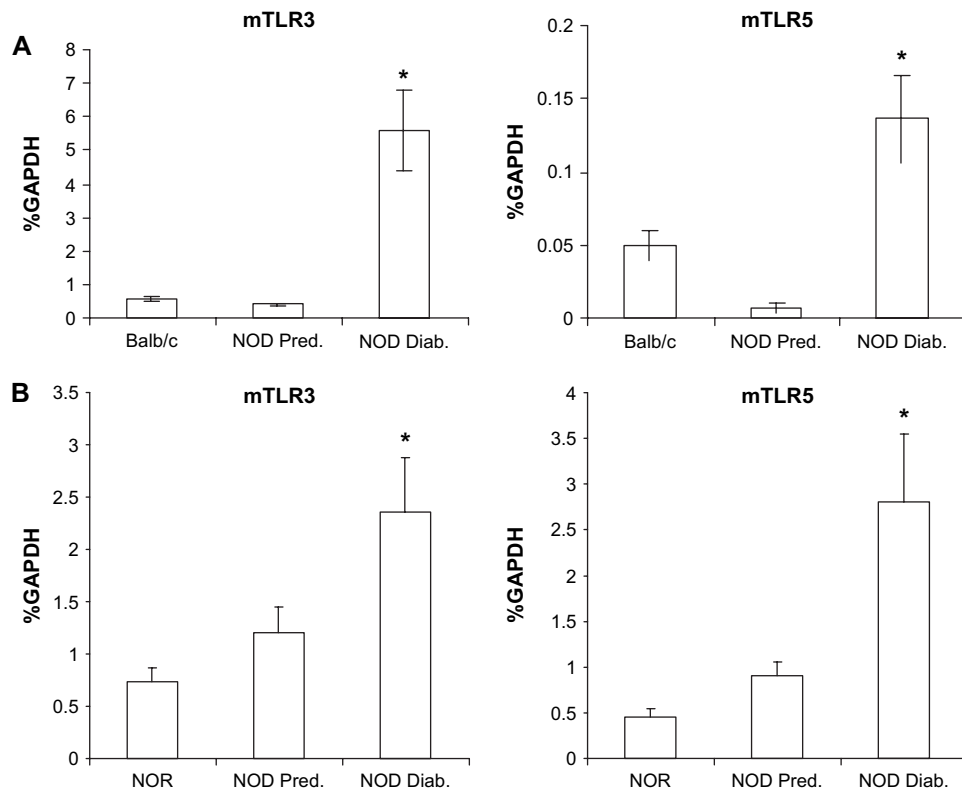 A
mTLR3
%GAPDH
8
7
6
5
4
3
2
1
0
*
Balb/c NOD Pred. NOD Diab.
mTLR5
%GAPDH
0.2
0.15
0.1
0.05
0
*
Balb/c NOD Pred. NOD Diab.
B
mTLR3
%GAPDH
3.5
3
2.5
2
1.5
1
0.5
0
*
NOR NOD Pred. NOD Diab.
mTLR5
%GAPDH
4
3.5
3
2.5
2
1.5
1
0.5
0
*
NOR NOD Pred. NOD Diab.